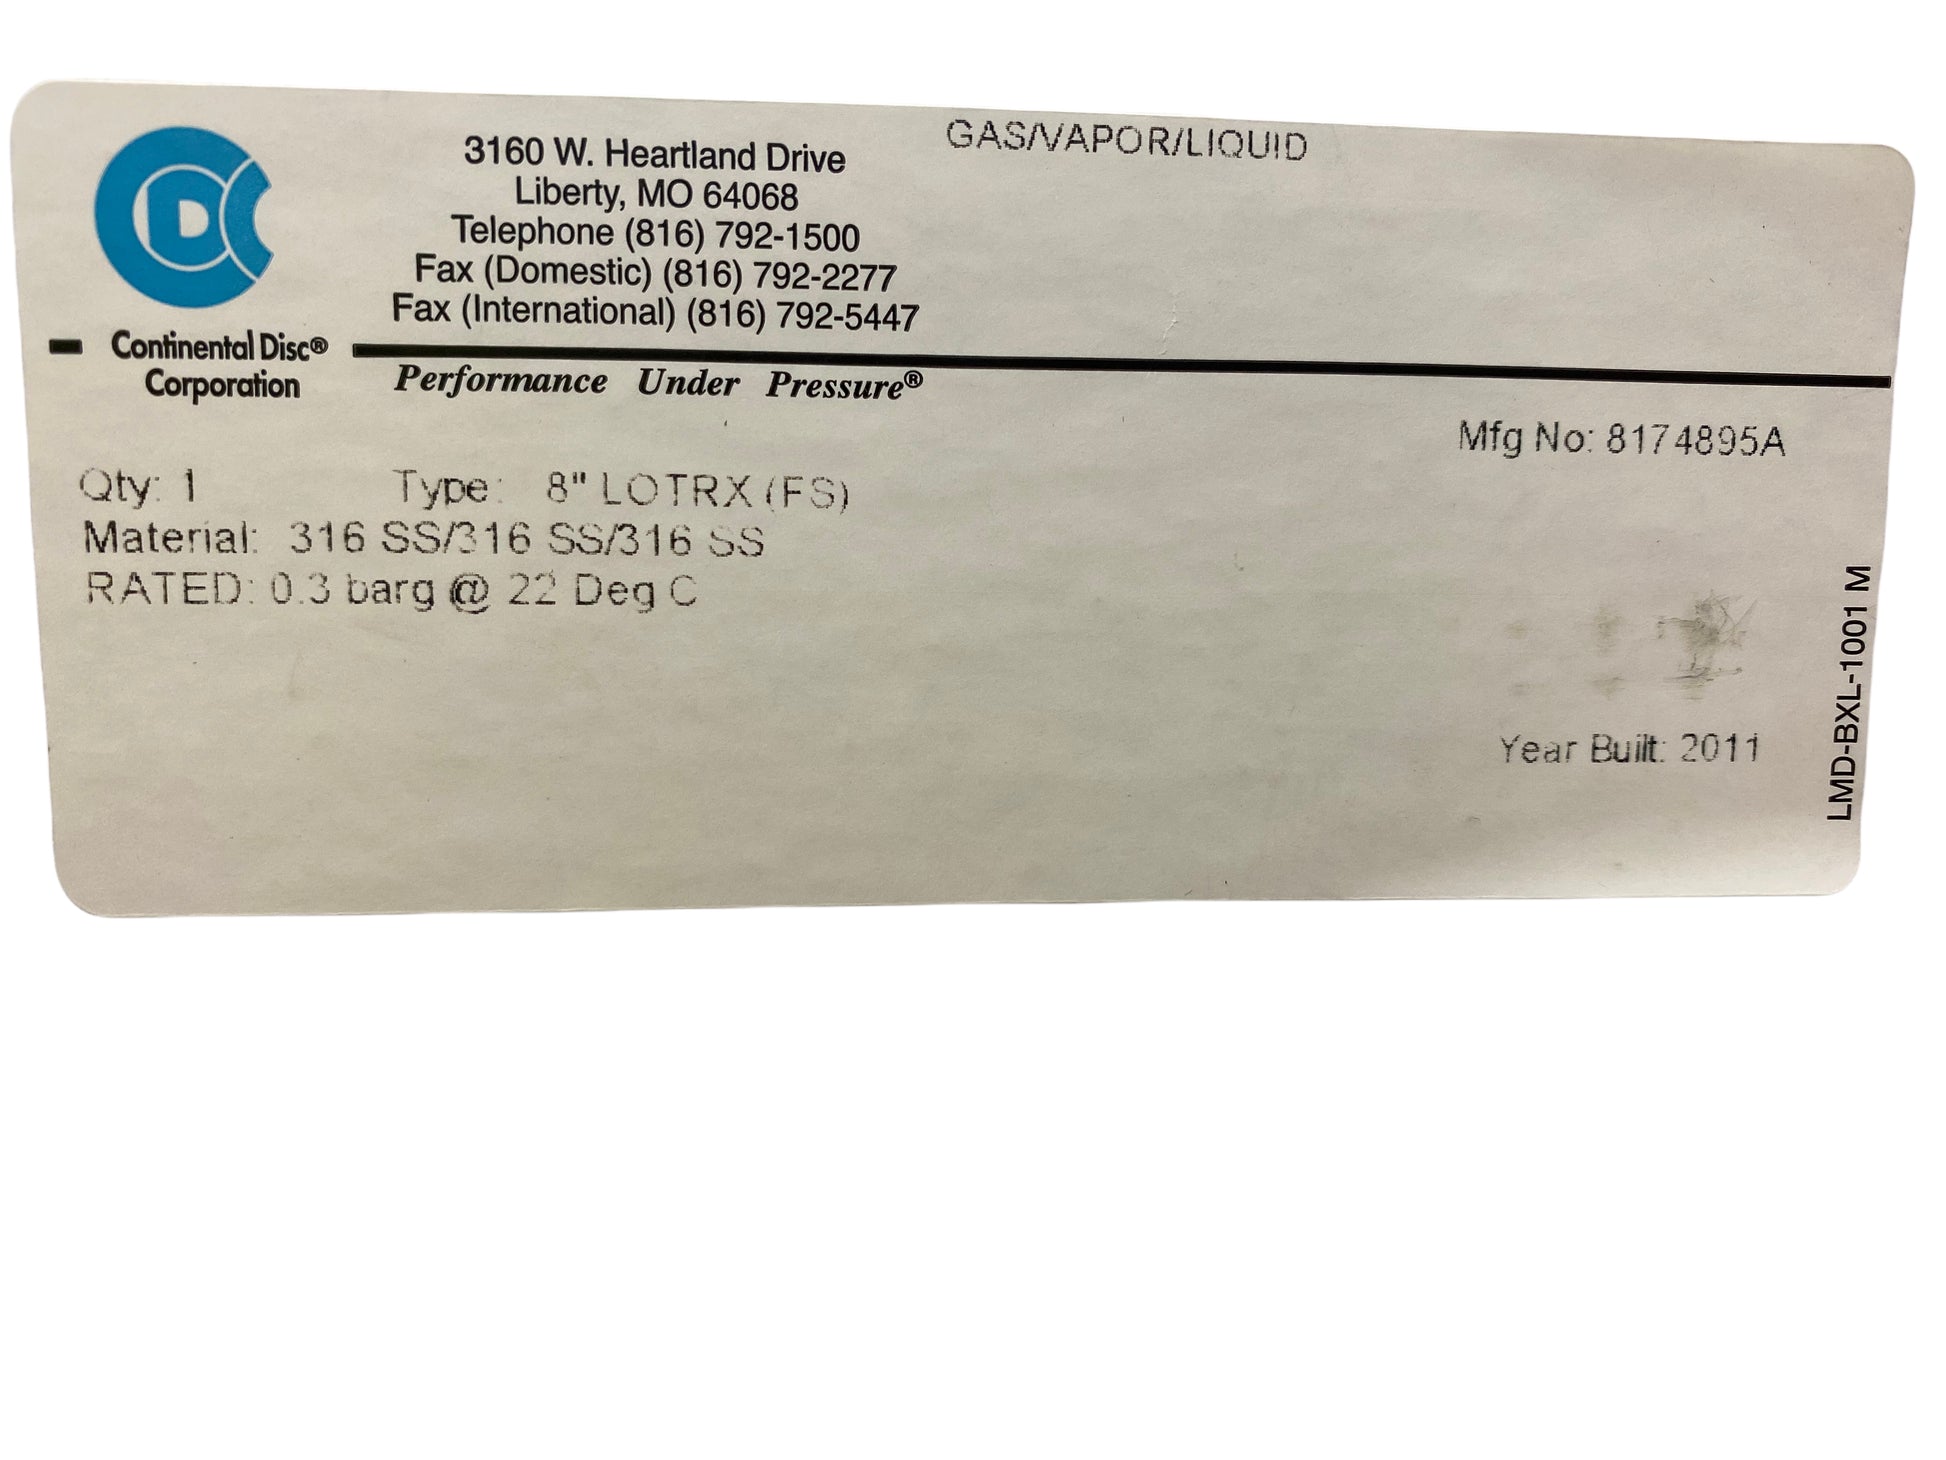 DC
Continental Disc®
Corporation
3160 W. Heartland Drive
Liberty, MO 64068
Telephone (816) 792-1500
Fax (Domestic) (816) 792-2277
Fax (International) (816) 792-5447
GAS/VAPOR/LIQUID
Performance Under Pressure®
Mfg No: 8174895A
Qty: 1 Type: 8" LOTRX (FS)
Material: 316 SS/316 SS/316 SS
RATED: 0.3 barg @ 22 Deg C
Year Built: 2011
LMD-BXL-1001 M